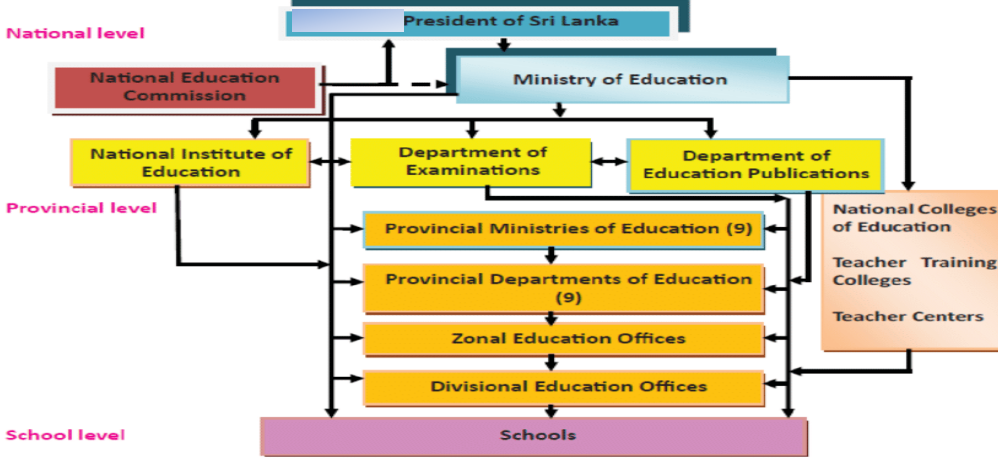 President of Sri Lanka
National level
National Education
Commission
Ministry of Education
National Institute of
Education
Department of
Examinations
Department of
Education Publications
Provincial level
National Colleges
of Education
Teacher Training
Colleges
Teacher Centers
Provincial Ministries of Education (9)
Provincial Departments of Education
(9)
Zonal Education Offices
Divisional Education Offices
School level
Schools